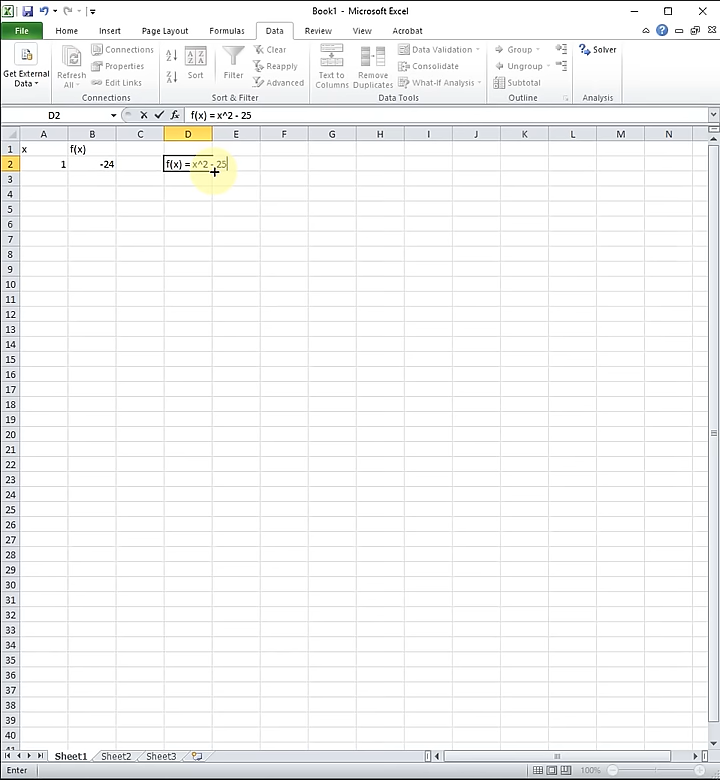 Book1 - Microsoft Excel
File Home Insert Page Layout Formulas Data Review View Acrobat
Get External Data
Refresh All
Connections
Properties
Edit Links
Connections
Sort
Filter
Clear
Reapply
Advanced
Sort & Filter
Text to Columns
Remove Duplicates
Data Validation
Consolidate
What-If Analysis
Data Tools
Group
Ungroup
Subtotal
Outline
Solver
Analysis
D2 fx f(x) = x^2 - 25
A B C D E F G H I J K L M N
1 x f(x)
2 1 -24 f(x) = x^2 - 25
3
4
5
6
7
8
9
10
11
12
13
14
15
16
17
18
19
20
21
22
23
24
25
26
27
28
29
30
31
32
33
34
35
36
37
38
39
40
Sheet1 Sheet2 Sheet3
Enter 100%